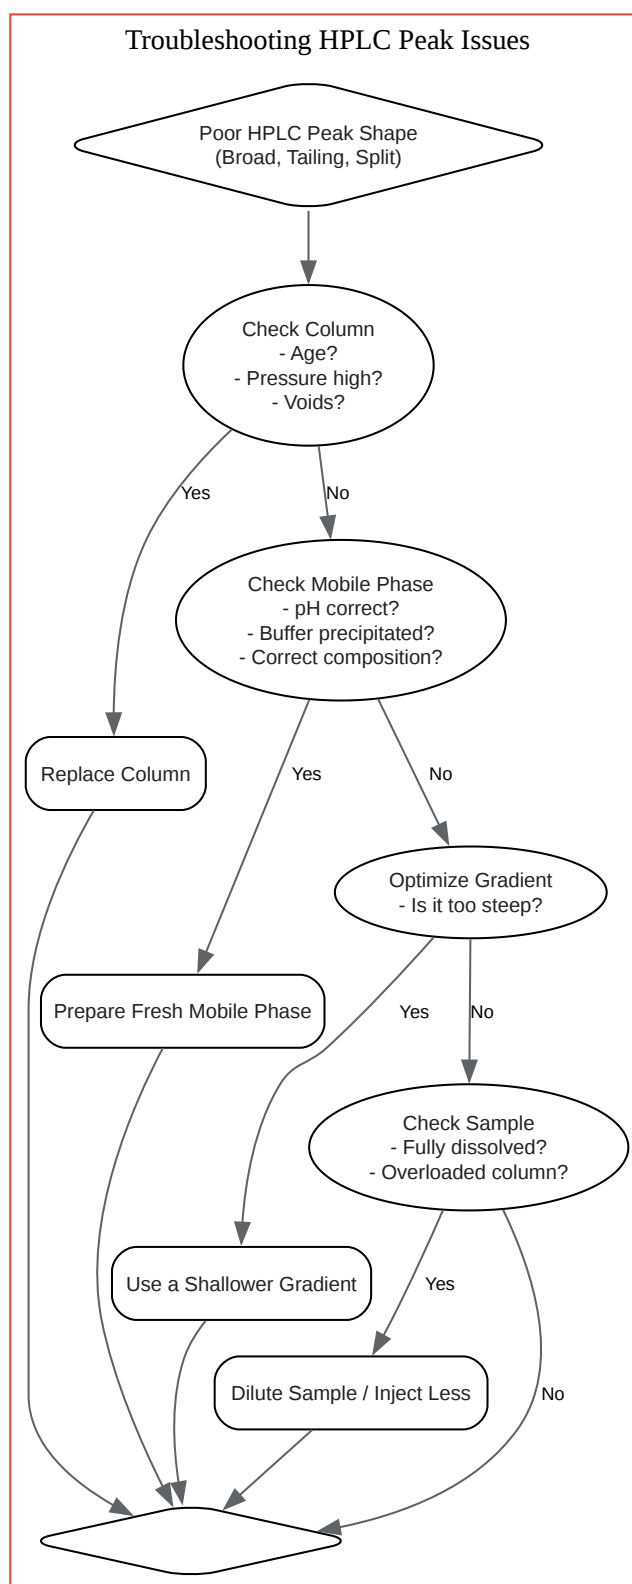 Troubleshooting HPLC Peak Issues
Poor HPLC Peak Shape
(Broad, Tailing, Split)
Check Column
- Age?
- Pressure high?
- Voids?
Yes
No
Check Mobile Phase
- pH correct?
- Buffer precipitated?
- Correct composition?
Replace Column
Yes
No
Optimize Gradient
- Is it too steep?
Prepare Fresh Mobile Phase
Yes
No
Check Sample
- Fully dissolved?
- Overloaded column?
Use a Shallower Gradient
Yes
Dilute Sample / Inject Less
No